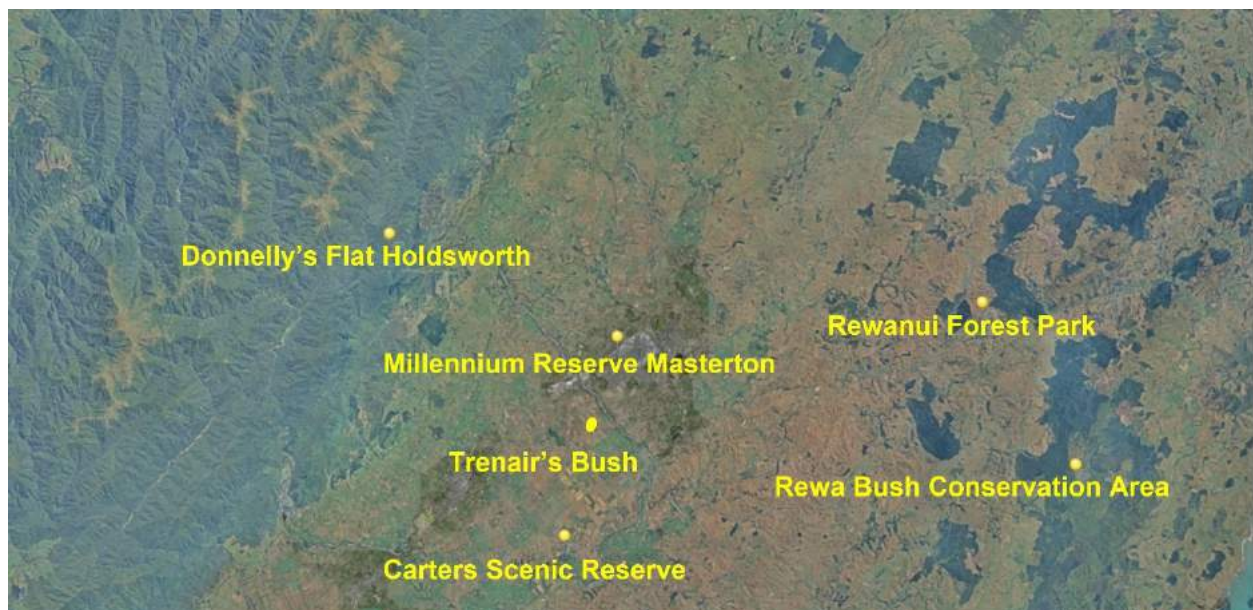 Donnelly's Flat Holdsworth
Rewanui Forest Park
Millennium Reserve Masterton
Trenair's Bush
Rewa Bush Conservation Area
Carters Scenic Reserve